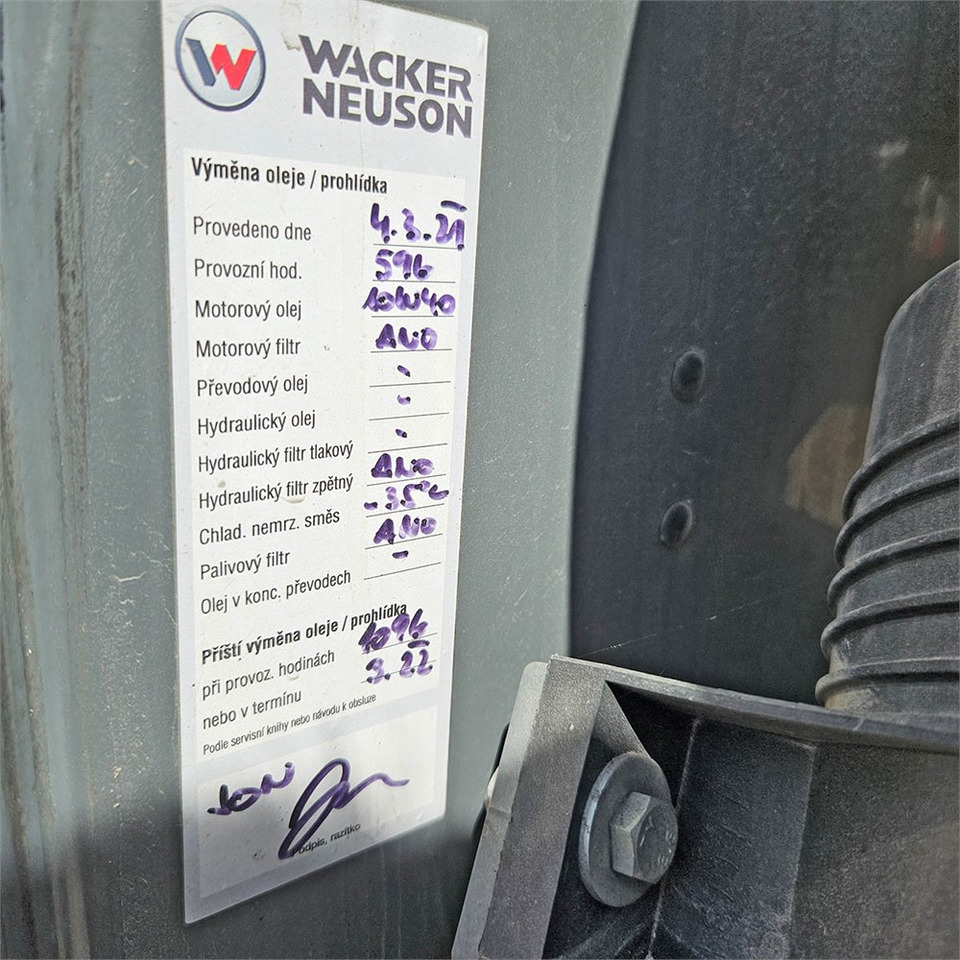 WACKER
NEUSON
Výměna oleje / prohlídka
Provedeno dne 4.3.21
Provozní hod. 596
Motorový olej 10W40
Motorový filtr ANO
Převodový olej -
Hydraulický olej -
Hydraulický filtr tlakový -
Hydraulický filtr zpětný ANO
Chlad. nemrz. směs -35°C
Palivový filtr ANO
Olej v konc. převodech -
Příští výměna oleje / prohlídka
při provoz. hodinách 1096
nebo v termínu 3.22
Podle servisní knihy nebo návodu k obsluze
Podpis, razítko